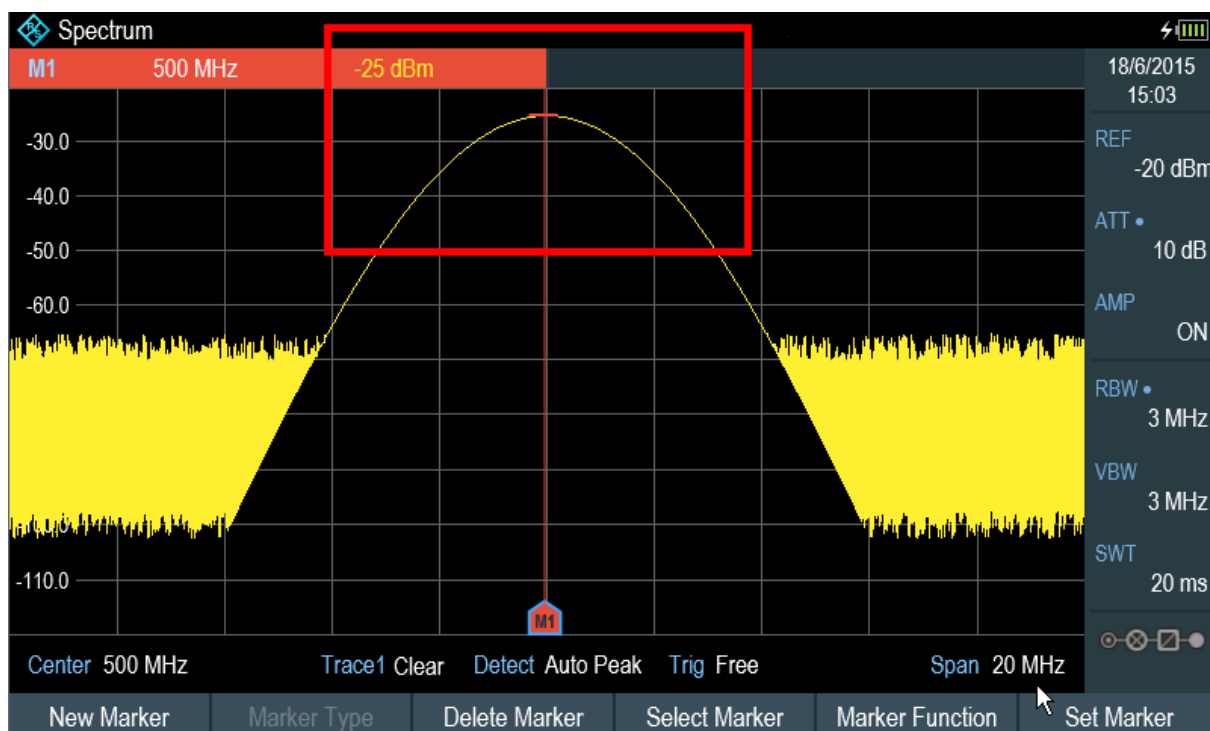 Spectrum
M1 500 MHz -25 dBm
18/6/2015
15:03
-30.0
-40.0
-50.0
-60.0
-110.0
REF
-20 dBm
ATT •
10 dB
AMP
ON
RBW •
3 MHz
VBW
3 MHz
SWT
20 ms
M1
Center 500 MHz Trace1 Clear Detect Auto Peak Trig Free Span 20 MHz
New Marker Marker Type Delete Marker Select Marker Marker Function Set Marker